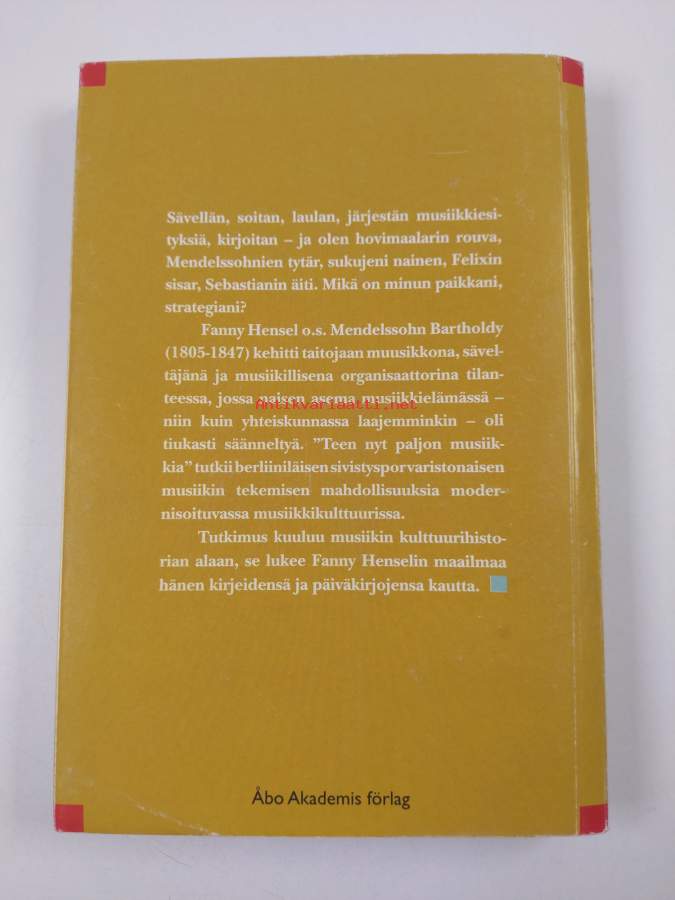 Sävellän, soitan, laulan, järjestän musiikkiesi-
tyksiä, kirjoitan – ja olen hovimaalarin rouva,
Mendelssohnien tytär, sukujeni nainen, Felixin
sisar, Sebastianin äiti. Mikä on minun paikkani,
strategiani?
Fanny Hensel o.s. Mendelssohn Bartholdy
(1805-1847) kehitti taitojaan muusikkona, sävel-
täjänä ja musiikillisena organisaattorina tilan-
teessa, jossa naisen asema musiikkielämässä –
Antikvariaatti.net
niin kuin yhteiskunnassa laajemminkin – oli
tiukasti säänneltyä. ”Teen nyt paljon musiik-
kia” tutkii berliiniläisen sivistysporvaristonaisen
musiikin tekemisen mahdollisuuksia moder-
nisoituvassa musiikkikulttuurissa.
Tutkimus kuuluu musiikin kulttuurihisto-
rian alaan, se lukee Fanny Henselin maailmaa
hänen kirjeidensä ja päiväkirjojensa kautta.
Åbo Akademis förlag